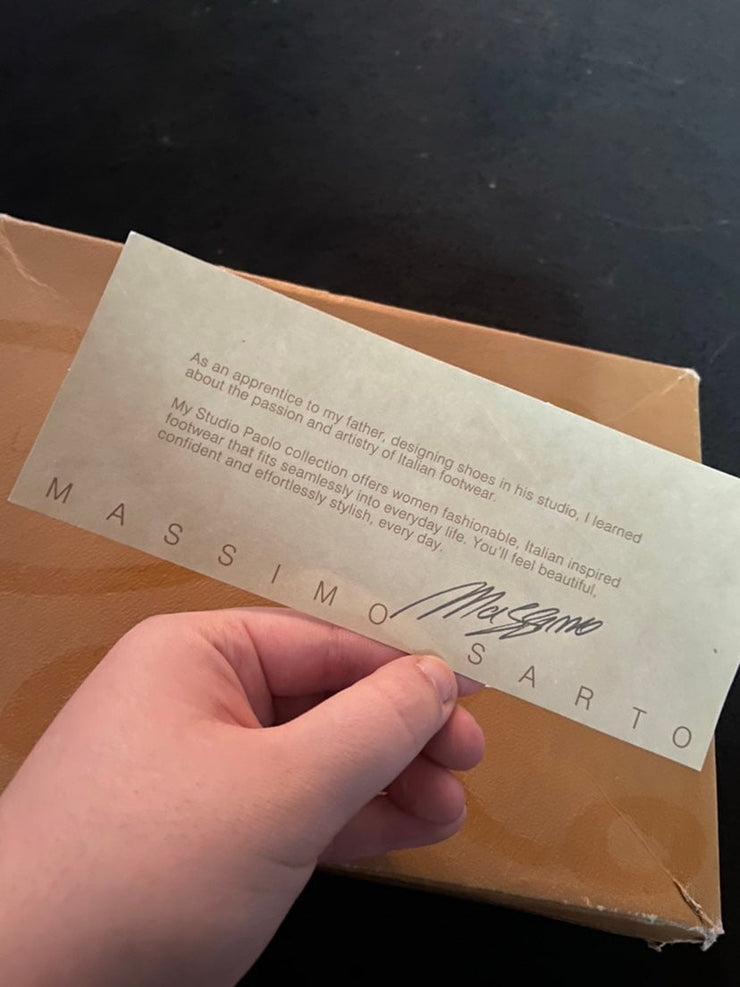 As an apprentice to my father, designing shoes in his studio, I learned
about the passion and artistry of Italian footwear.
My Studio Paolo collection offers women fashionable, Italian inspired
footwear that fits seamlessly into everyday life. You'll feel beautiful,
confident and effortlessly stylish, every day.
Massimo
MASSIMO SARTO